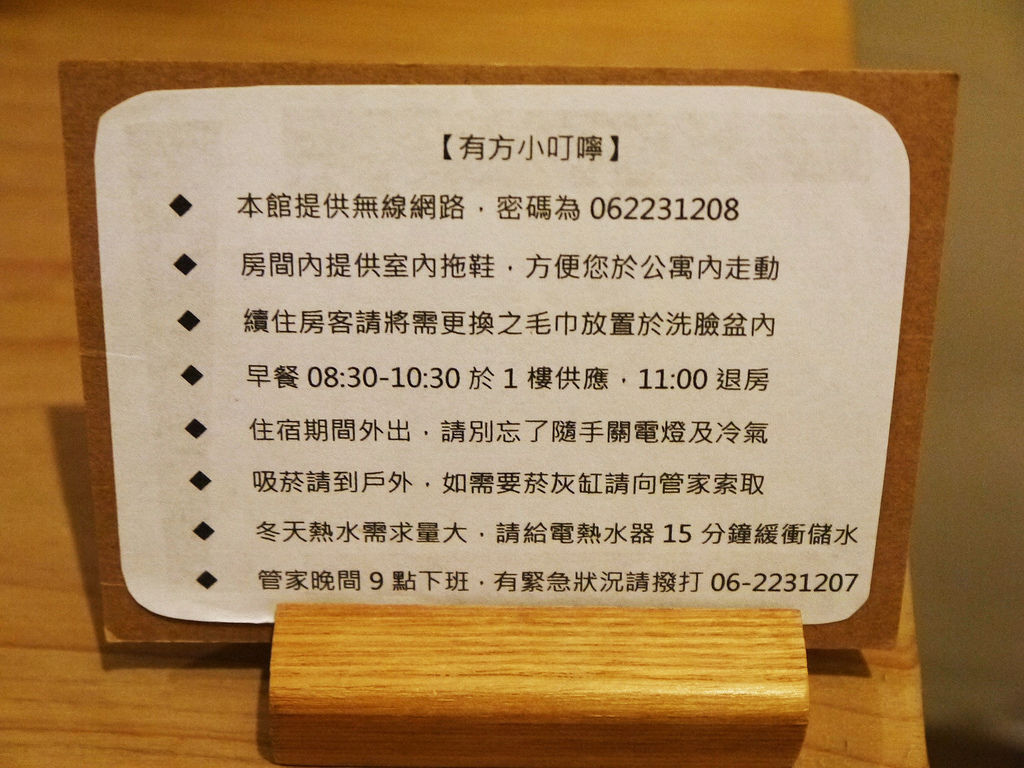 【有方小叮嚀】
◆ 本館提供無線網路，密碼為 062231208
◆ 房間內提供室內拖鞋，方便您於公寓內走動
◆ 續住房客請將需更換之毛巾放置於洗臉盆內
◆ 早餐 08:30-10:30 於 1 樓供應，11:00 退房
◆ 住宿期間外出，請別忘了隨手關電燈及冷氣
◆ 吸菸請到戶外，如需要菸灰缸請向管家索取
◆ 冬天熱水需求量大，請給電熱水器 15 分鐘緩衝儲水
◆ 管家晚間 9 點下班，有緊急狀況請撥打 06-2231207